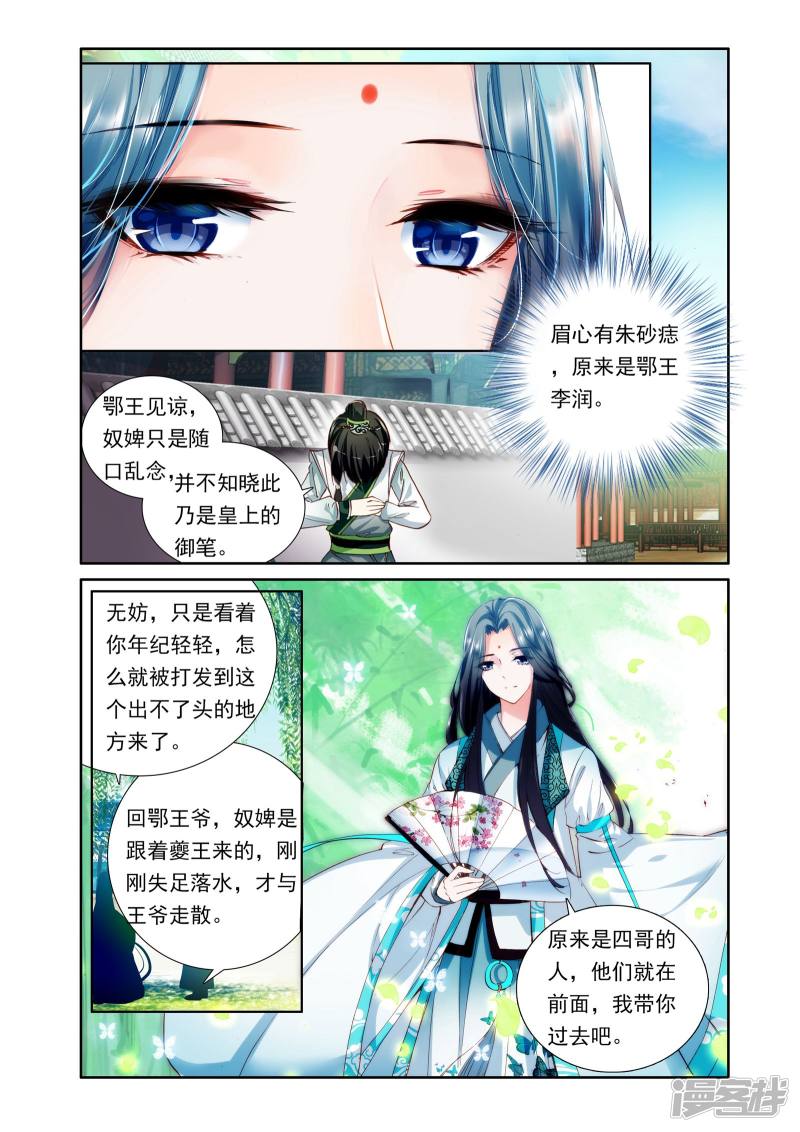 眉心有朱砂痣
，原来是鄂王
李润。
鄂王见谅，
奴婢只是随
口乱念，
并不知晓此
乃是皇上的
御笔。
无妨，只是看着
你年纪轻轻，怎
么就被打发到这
个出不了头的地
方来了。
回鄂王爷，奴婢是
跟着夔王来的，刚
刚失足落水，才与
王爷走散。
原来是四哥的
人，他们就在
前面，我带你
过去吧。
漫客栈